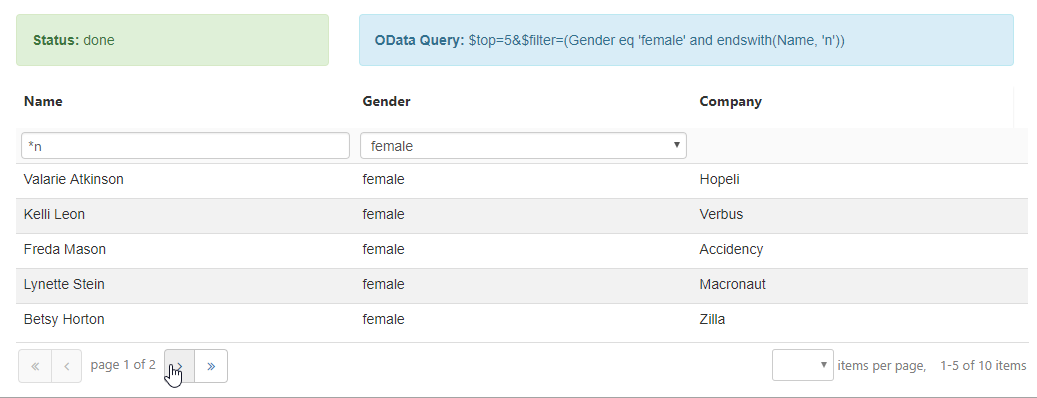 Status: done
OData Query: $top=5&$filter=(Gender eq 'female' and endswith(Name, 'n'))
Name Gender Company
*n female
Valarie Atkinson female Hopeli
Kelli Leon female Verbus
Freda Mason female Accidency
Lynette Stein female Macronaut
Betsy Horton female Zilla
« ‹ page 1 of 2 › » items per page, 1-5 of 10 items